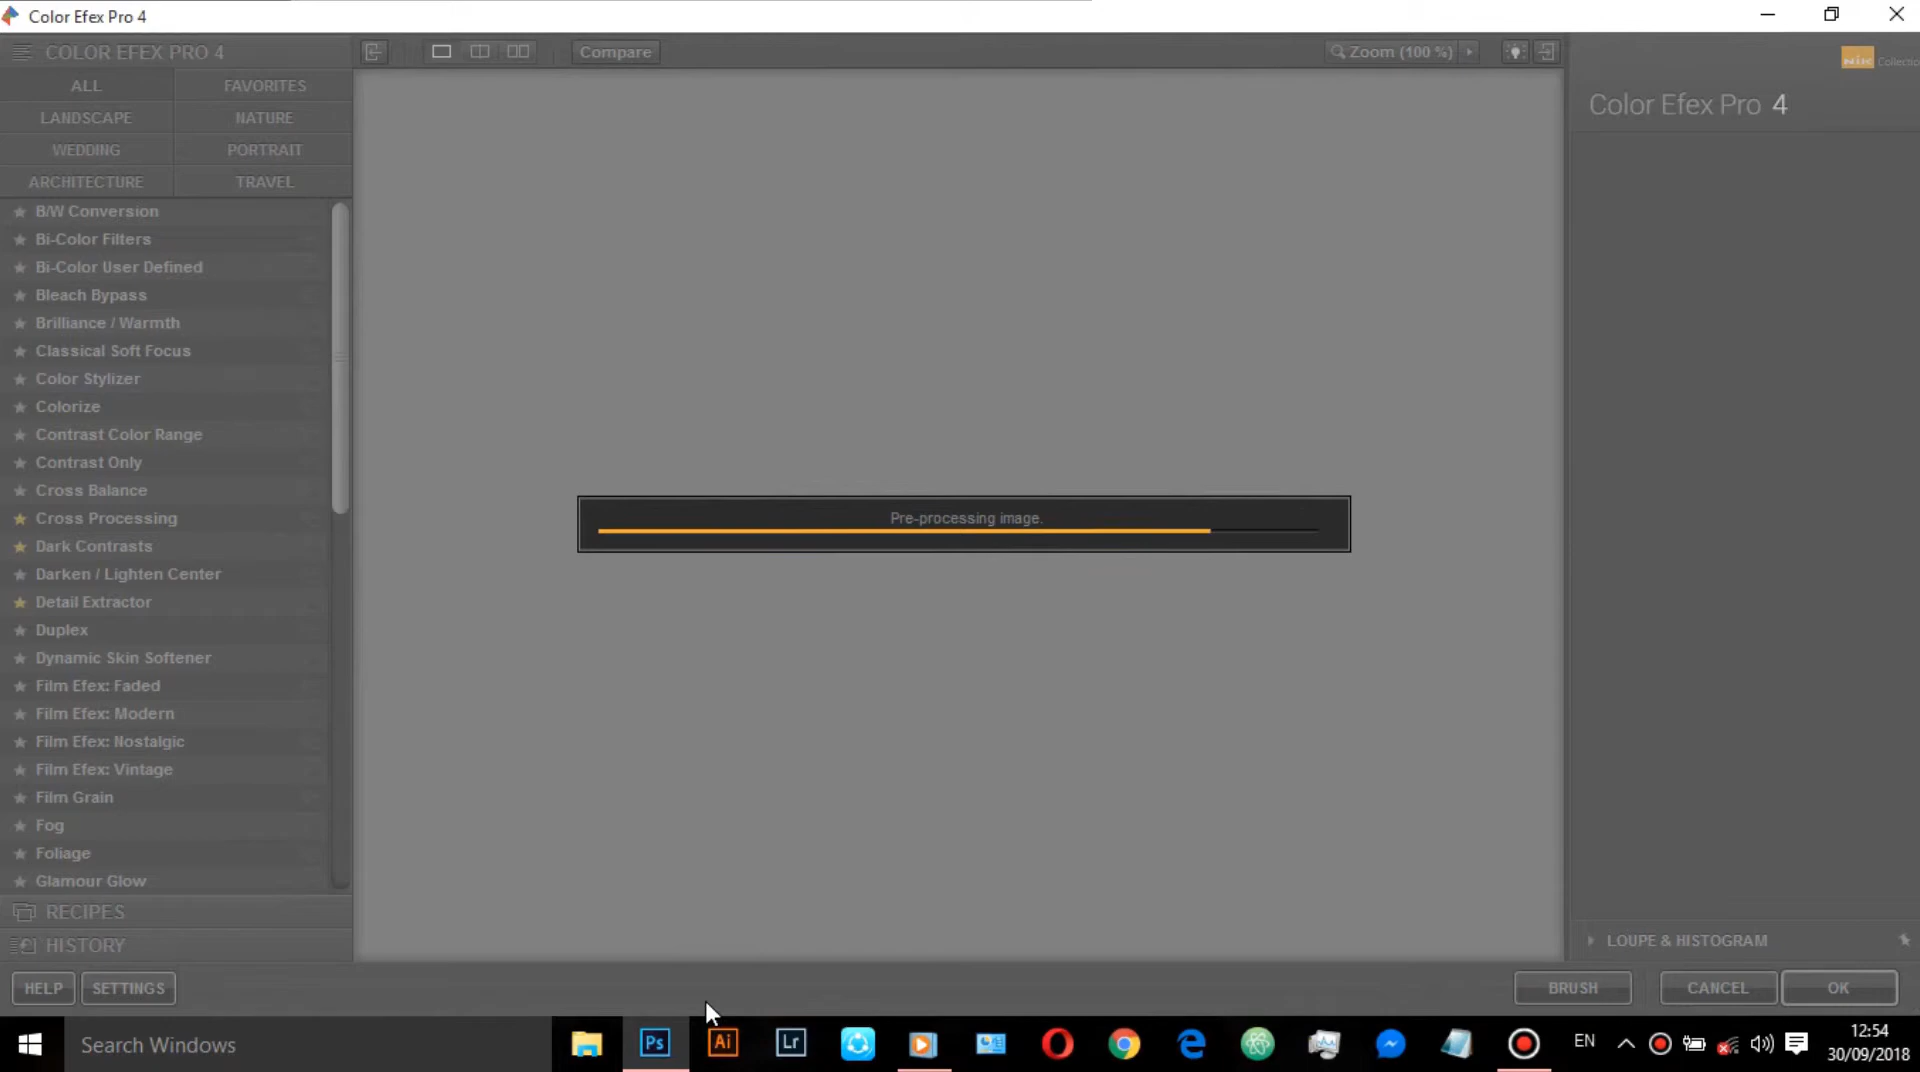 Color Efex Pro 4
COLOR EFEX PRO 4
Compare
Zoom (100 %)
Nik Collectio
ALL
FAVORITES
LANDSCAPE
NATURE
WEDDING
PORTRAIT
ARCHITECTURE
TRAVEL
Color Efex Pro 4
B/W Conversion
Bi-Color Filters
Bi-Color User Defined
Bleach Bypass
Brilliance / Warmth
Classical Soft Focus
Color Stylizer
Colorize
Contrast Color Range
Contrast Only
Cross Balance
Cross Processing
Dark Contrasts
Darken / Lighten Center
Detail Extractor
Duplex
Dynamic Skin Softener
Film Efex: Faded
Film Efex: Modern
Film Efex: Nostalgic
Film Efex: Vintage
Film Grain
Fog
Foliage
Glamour Glow
Pre-processing image.
RECIPES
HISTORY
LOUPE & HISTOGRAM
HELP
SETTINGS
BRUSH
CANCEL
OK
Search Windows
Ps
Ai
Lr
EN
12:54
30/09/2018